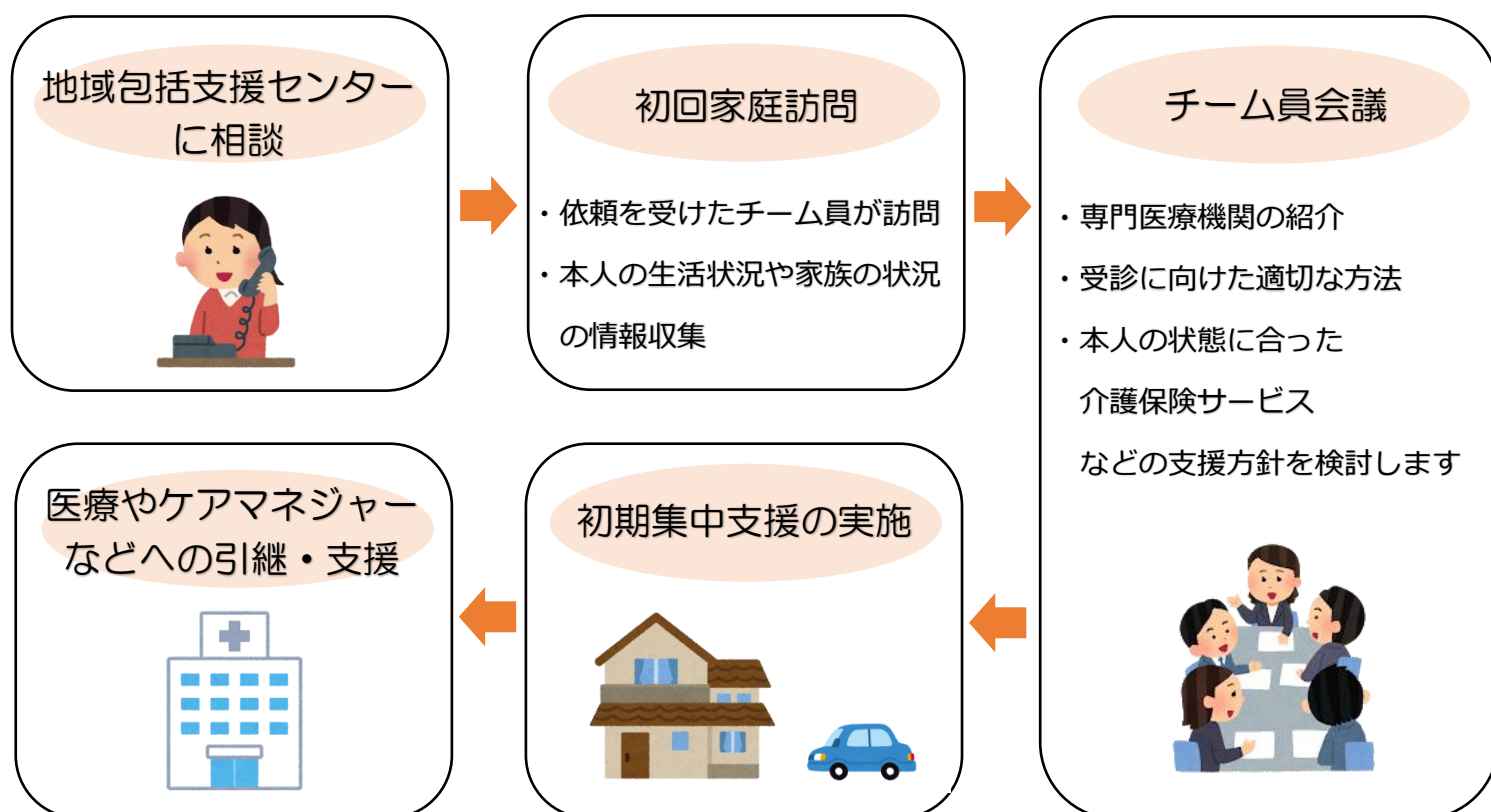 地域包括支援センター
に相談
初回家庭訪問
・依頼を受けたチーム員が訪問
・本人の生活状況や家族の状況
の情報収集
チーム員会議
・専門医療機関の紹介
・受診に向けた適切な方法
・本人の状態に合った
介護保険サービス
などの支援方針を検討します
初期集中支援の実施
医療やケアマネジャー
などへの引継・支援